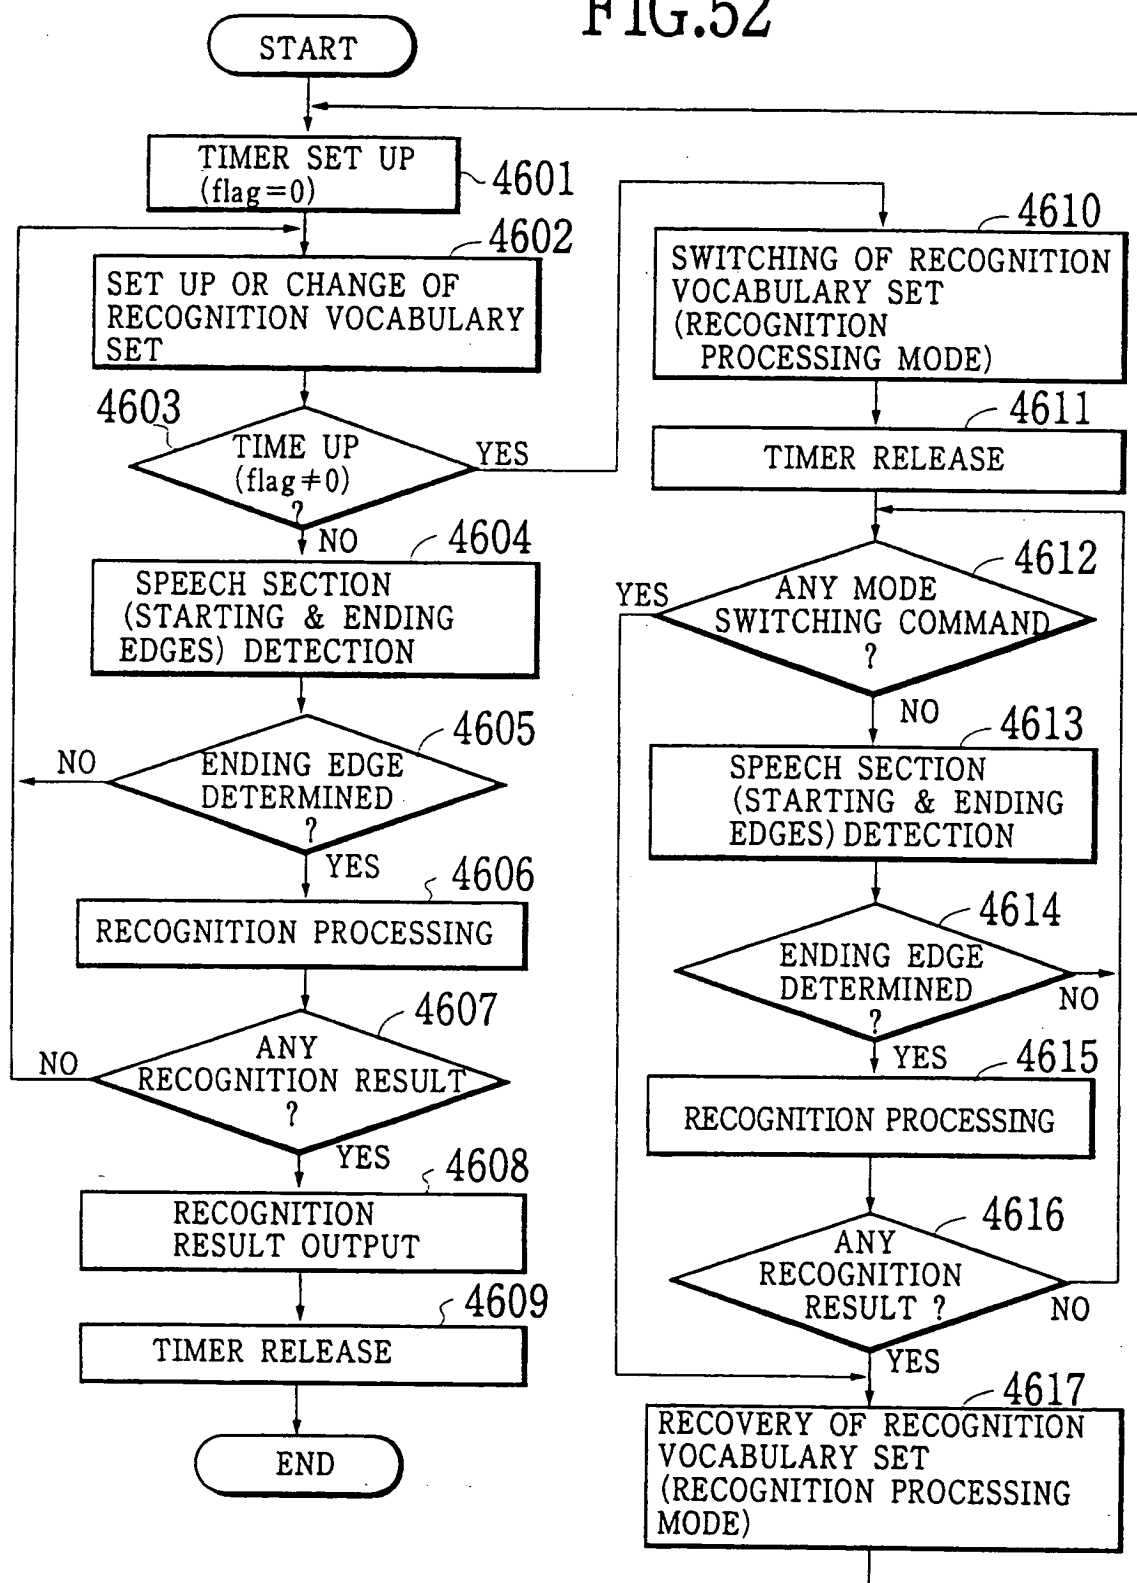 FIG.52
START
TIMER SET UP
(flag=0)
4601
4602
SET UP OR CHANGE OF
RECOGNITION VOCABULARY
SET
4603
TIME UP
(flag≠0)
?
YES
NO
4604
SPEECH SECTION
(STARTING & ENDING
EDGES) DETECTION
4605
ENDING EDGE
DETERMINED
?
NO
YES
4606
RECOGNITION PROCESSING
4607
ANY
RECOGNITION RESULT
?
NO
YES
4608
RECOGNITION
RESULT OUTPUT
4609
TIMER RELEASE
END
4610
SWITCHING OF RECOGNITION
VOCABULARY SET
(RECOGNITION
PROCESSING MODE)
4611
TIMER RELEASE
4612
ANY MODE
SWITCHING COMMAND
?
YES
NO
4613
SPEECH SECTION
(STARTING & ENDING
EDGES) DETECTION
4614
ENDING EDGE
DETERMINED
?
NO
YES
4615
RECOGNITION PROCESSING
4616
ANY
RECOGNITION
RESULT ?
NO
YES
4617
RECOVERY OF RECOGNITION
VOCABULARY SET
(RECOGNITION PROCESSING
MODE)